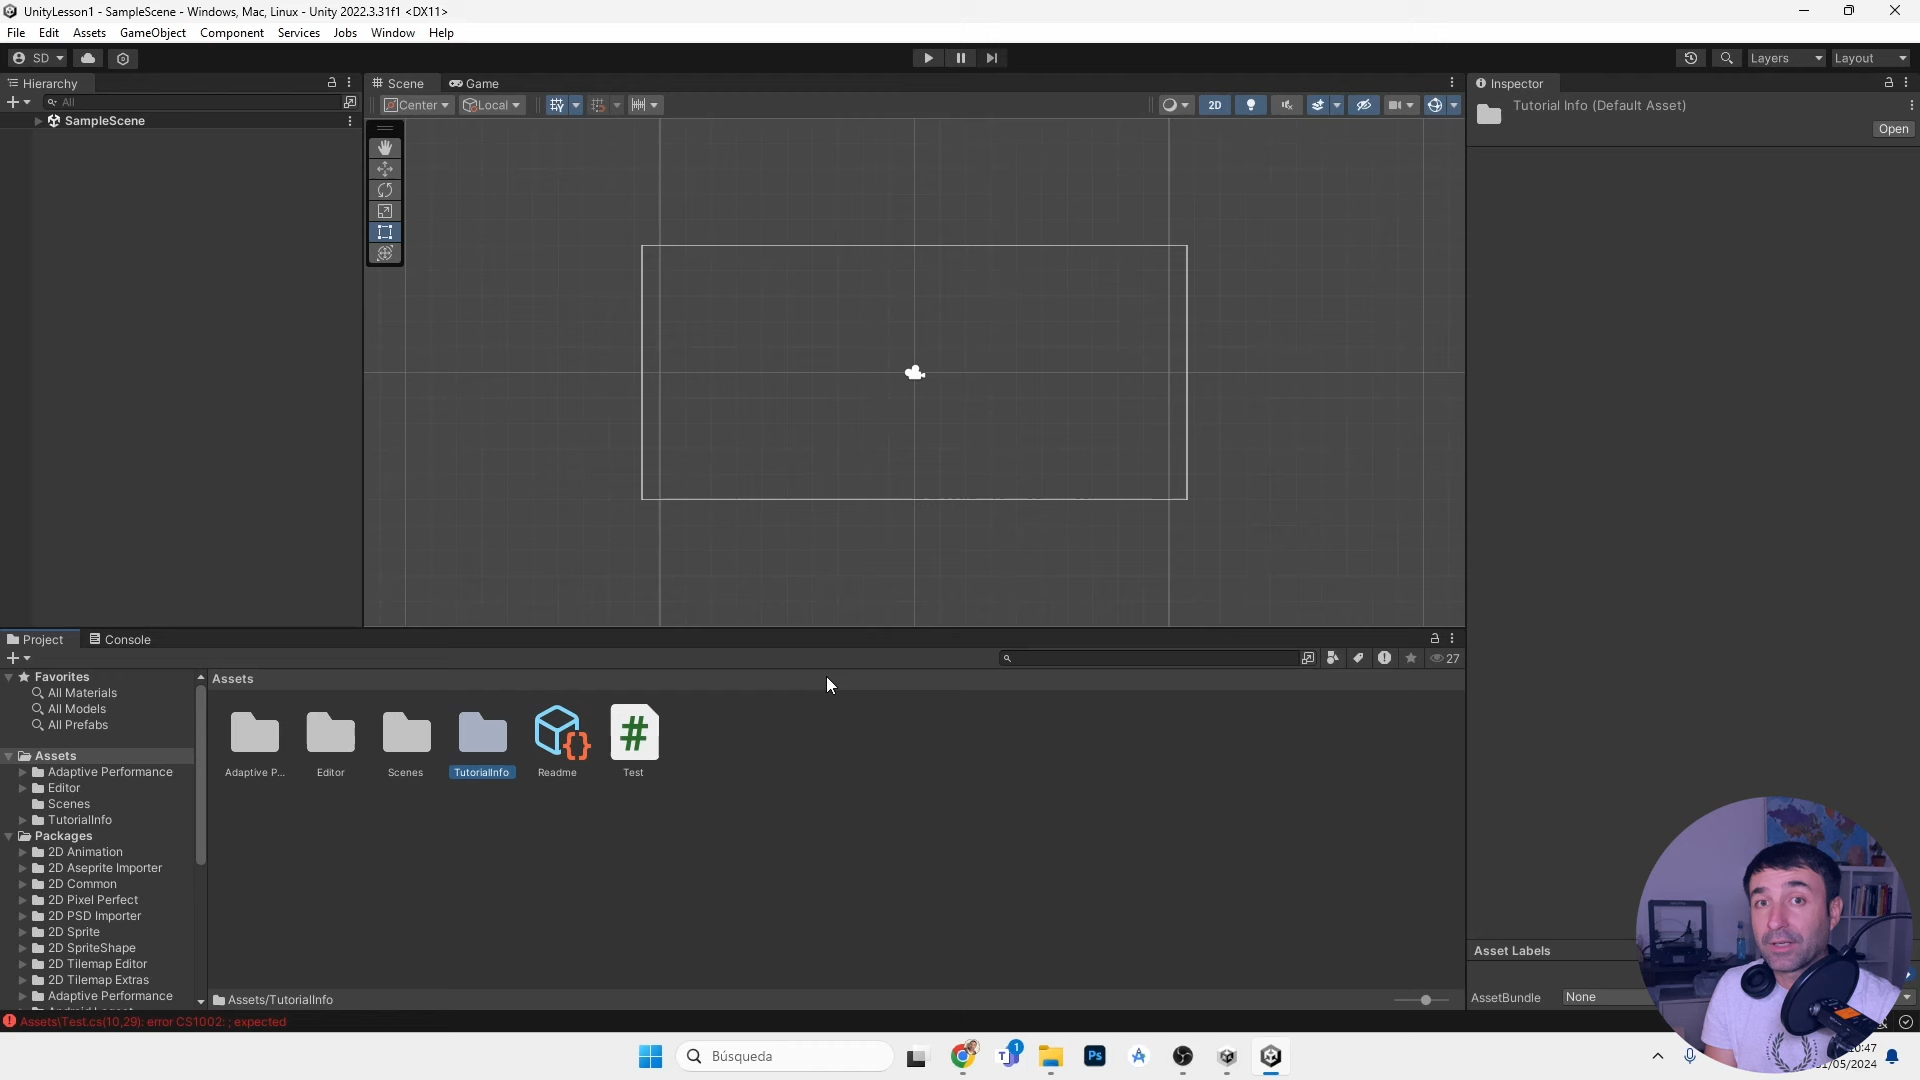 UnityLesson1 - SampleScene - Windows, Mac, Linux - Unity 2022.3.31f1 <DX11>
File Edit Assets GameObject Component Services Jobs Window Help
SD Layers Layout
Hierarchy
All
SampleScene
Scene Game
Center Local 2D
Inspector
Tutorial Info (Default Asset)
Open
Project Console
27
Favorites
All Materials
All Models
All Prefabs
Assets
Adaptive Performance
Editor
Scenes
TutorialInfo
Packages
2D Animation
2D Aseprite Importer
2D Common
2D Pixel Perfect
2D PSD Importer
2D Sprite
2D SpriteShape
2D Tilemap Editor
2D Tilemap Extras
Adaptive Performance
Assets
Adaptive P... Editor Scenes TutorialInfo Readme Test
Assets/TutorialInfo
Asset Labels
AssetBundle None
Assets\Test.cs(10,29): error CS1002: ; expected
Búsqueda
1
Ps